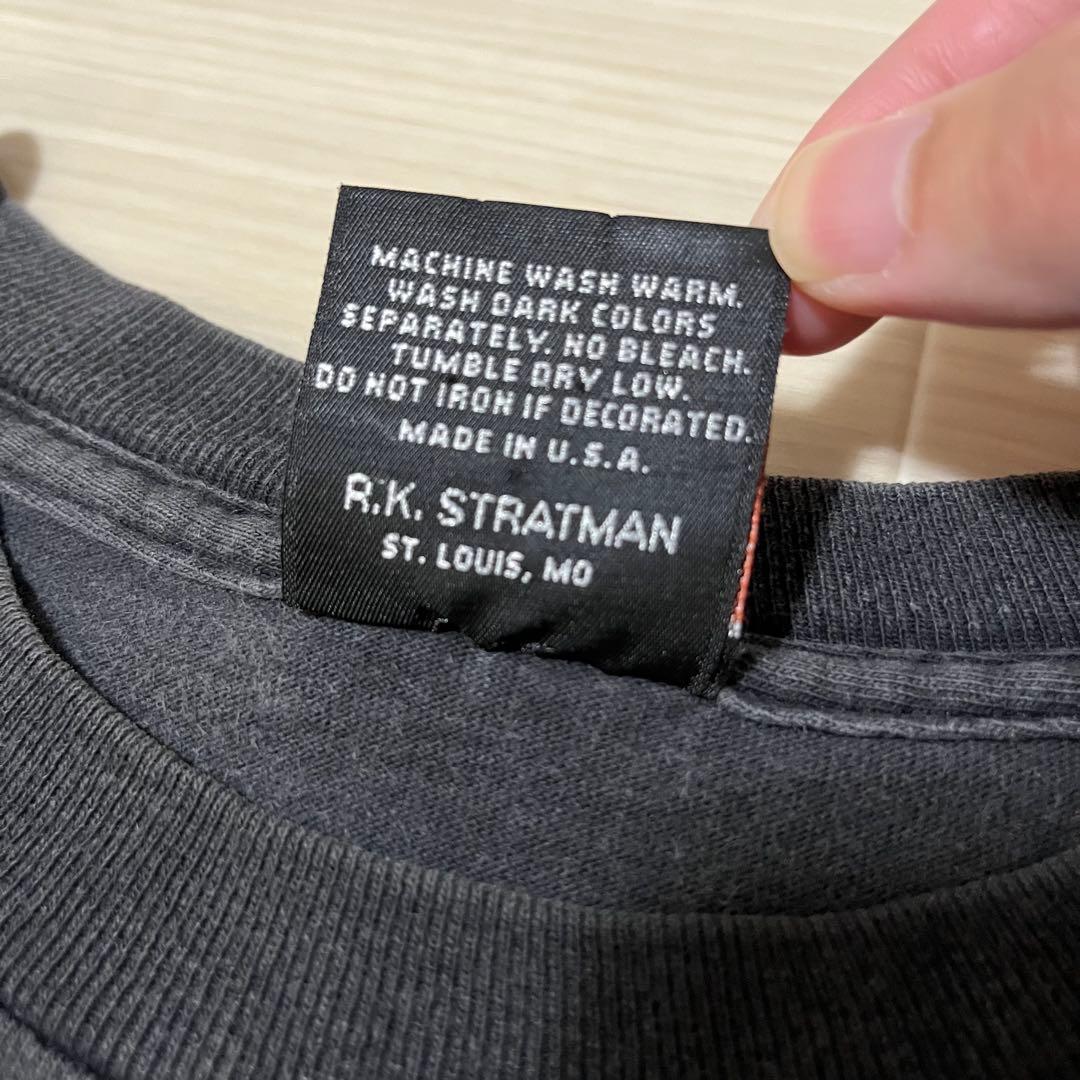 MACHINE WASH WARM.
WASH DARK COLORS
SEPARATELY. NO BLEACH.
TUMBLE DRY LOW.
DO NOT IRON IF DECORATED.
MADE IN U.S.A.
R.K. STRATMAN
ST. LOUIS, MO